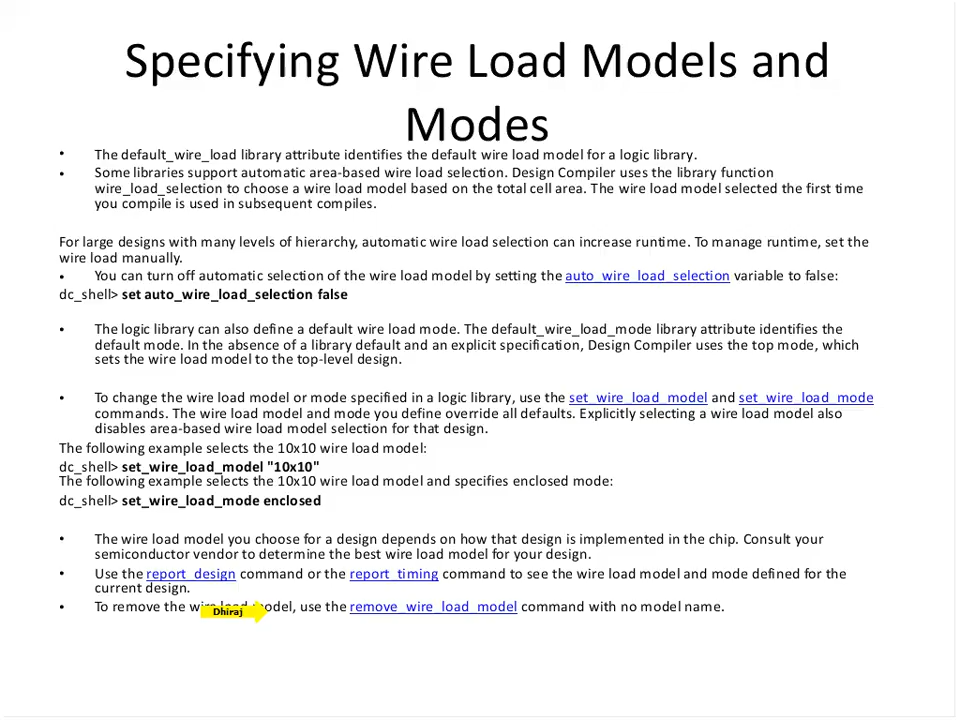 Specifying Wire Load Models and
Modes
• The default_wire_load library attribute identifies the default wire load model for a logic library.
• Some libraries support automatic area-based wire load selection. Design Compiler uses the library function
wire_load_selection to choose a wire load model based on the total cell area. The wire load model selected the first time
you compile is used in subsequent compiles.
For large designs with many levels of hierarchy, automatic wire load selection can increase runtime. To manage runtime, set the
wire load manually.
• You can turn off automatic selection of the wire load model by setting the auto_wire_load_selection variable to false:
dc_shell> set auto_wire_load_selection false
• The logic library can also define a default wire load mode. The default_wire_load_mode library attribute identifies the
default mode. In the absence of a library default and an explicit specification, Design Compiler uses the top mode, which
sets the wire load model to the top-level design.
• To change the wire load model or mode specified in a logic library, use the set_wire_load_model and set_wire_load_mode
commands. The wire load model and mode you define override all defaults. Explicitly selecting a wire load model also
disables area-based wire load model selection for that design.
The following example selects the 10x10 wire load model:
dc_shell> set_wire_load_model "10x10"
The following example selects the 10x10 wire load model and specifies enclosed mode:
dc_shell> set_wire_load_mode enclosed
• The wire load model you choose for a design depends on how that design is implemented in the chip. Consult your
semiconductor vendor to determine the best wire load model for your design.
• Use the report_design command or the report_timing command to see the wire load model and mode defined for the
current design.
• To remove the wire load model, use the remove_wire_load_model command with no model name.
Dhiraj